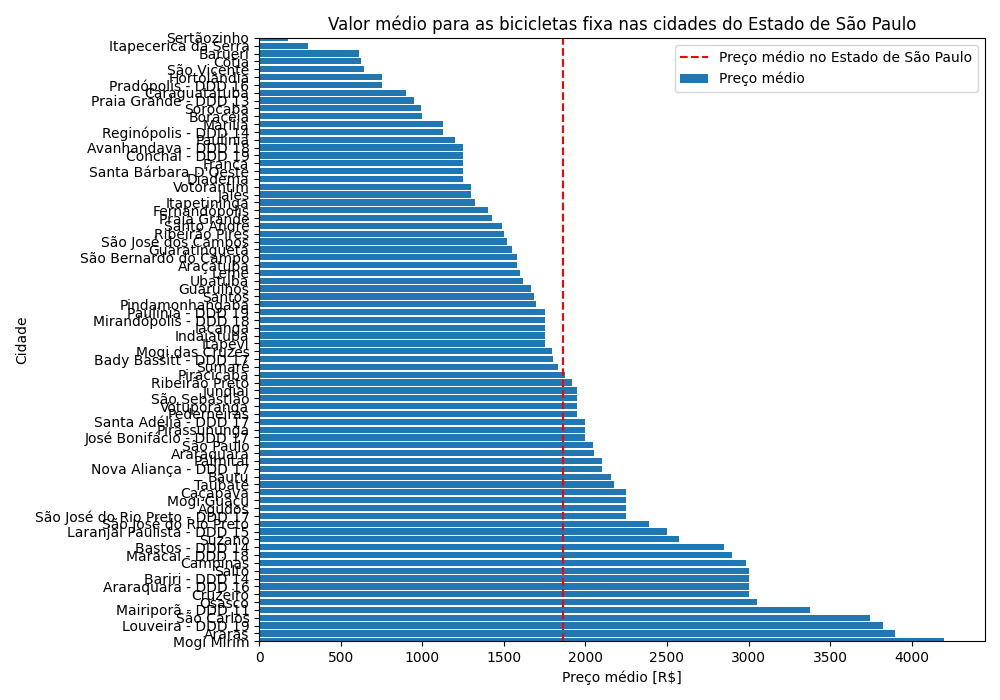 Valor médio para as bicicletas fixa nas cidades do Estado de São Paulo
Preço médio no Estado de São Paulo
Preço médio
Cidade
Sertãozinho
Itapecerica da Serra
Barueri
Cotia
São Vicente
Hortolândia
Pradópolis - DDD 16
Caraguatatuba
Praia Grande - DDD 13
Sorocaba
Boracéia
Marília
Reginópolis - DDD 14
Paulínia
Avanhandava - DDD 18
Conchal - DDD 19
Franca
Santa Bárbara D'Oeste
Diadema
Votorantim
Jales
Itapetininga
Fernandópolis
Praia Grande
Santo André
Ribeirão Pires
São José dos Campos
Guaratinguetá
São Bernardo do Campo
Araçatuba
Leme
Ubatuba
Guarulhos
Santos
Pindamonhangaba
Paulínia - DDD 19
Mirandópolis - DDD 18
Iacanga
Indaiatuba
Itapevi
Mogi das Cruzes
Bady Bassitt - DDD 17
Sumaré
Piracicaba
Ribeirão Preto
Jundiaí
São Sebastião
Votuporanga
Pederneiras
Santa Adélia - DDD 17
Pirassununga
José Bonifácio - DDD 17
São Paulo
Araraquara
Palmital
Nova Aliança - DDD 17
Bauru
Taubaté
Caçapava
Mogi Guaçu
Agudos
São José do Rio Preto - DDD 17
São José do Rio Preto
Laranjal Paulista - DDD 15
Suzano
Bastos - DDD 14
Maracaí - DDD 18
Campinas
Salto
Bariri - DDD 14
Araraquara - DDD 16
Cruzeiro
Osasco
Mairiporã - DDD 11
São Carlos
Louveira - DDD 19
Araras
Mogi Mirim
0 500 1000 1500 2000 2500 3000 3500 4000
Preço médio [R$]